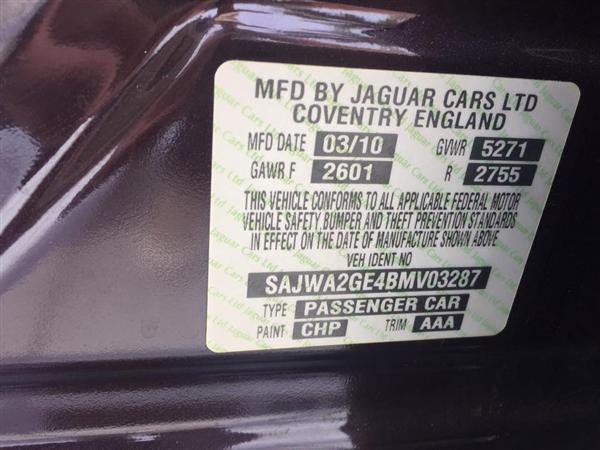 MFD BY JAGUAR CARS LTD
COVENTRY ENGLAND
MFD DATE 03/10 GVWR 5271
GAWR F 2601 R 2755
THIS VEHICLE CONFORMS TO ALL APPLICABLE FEDERAL MOTOR
VEHICLE SAFETY BUMPER AND THEFT PREVENTION STANDARDS
IN EFFECT ON THE DATE OF MANUFACTURE SHOWN ABOVE
VEH IDENT NO
SAJWA2GE4BMV03287
TYPE PASSENGER CAR
PAINT CHP TRIM AAA